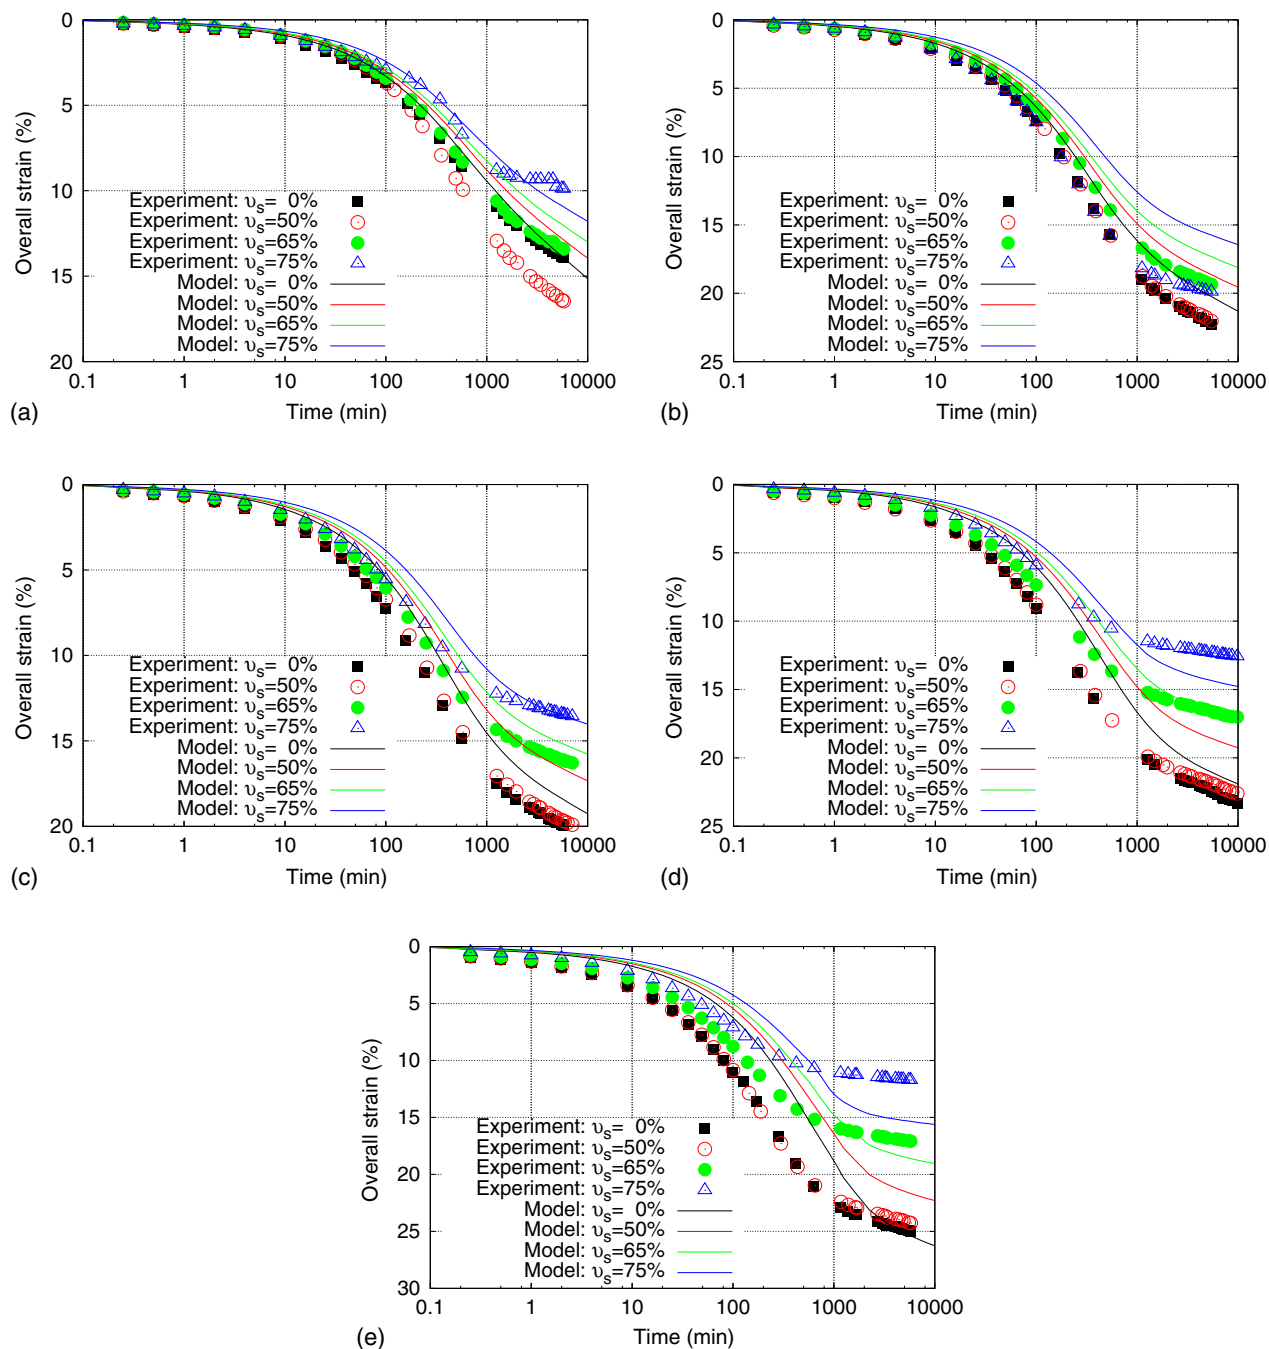 0
5
10
15
20
Overall strain (%)
Experiment: υs= 0%
Experiment: υs=50%
Experiment: υs=65%
Experiment: υs=75%
Model: υs= 0%
Model: υs=50%
Model: υs=65%
Model: υs=75%
0.1 1 10 100 1000 10000
Time (min)
(a)
0
5
10
15
20
25
Overall strain (%)
Experiment: υs= 0%
Experiment: υs=50%
Experiment: υs=65%
Experiment: υs=75%
Model: υs= 0%
Model: υs=50%
Model: υs=65%
Model: υs=75%
0.1 1 10 100 1000 10000
Time (min)
(b)
0
5
10
15
20
Overall strain (%)
Experiment: υs= 0%
Experiment: υs=50%
Experiment: υs=65%
Experiment: υs=75%
Model: υs= 0%
Model: υs=50%
Model: υs=65%
Model: υs=75%
0.1 1 10 100 1000 10000
Time (min)
(c)
0
5
10
15
20
25
Overall strain (%)
Experiment: υs= 0%
Experiment: υs=50%
Experiment: υs=65%
Experiment: υs=75%
Model: υs= 0%
Model: υs=50%
Model: υs=65%
Model: υs=75%
0.1 1 10 100 1000 10000
Time (min)
(d)
0
5
10
15
20
25
30
Overall strain (%)
Experiment: υs= 0%
Experiment: υs=50%
Experiment: υs=65%
Experiment: υs=75%
Model: υs= 0%
Model: υs=50%
Model: υs=65%
Model: υs=75%
0.1 1 10 100 1000 10000
Time (min)
(e)